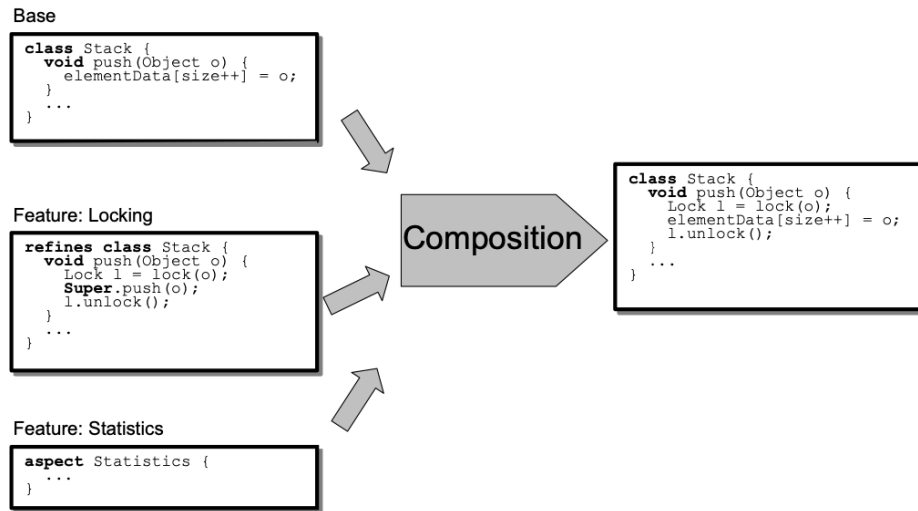 Base
class Stack {
void push(Object o) {
elementData[size++] = o;
}
...
}
Feature: Locking
refines class Stack {
void push(Object o) {
Lock l = lock(o);
Super.push(o);
l.unlock();
}
...
}
Feature: Statistics
aspect Statistics {
...
}
Composition
class Stack {
void push(Object o) {
Lock l = lock(o);
elementData[size++] = o;
l.unlock();
}
...
}